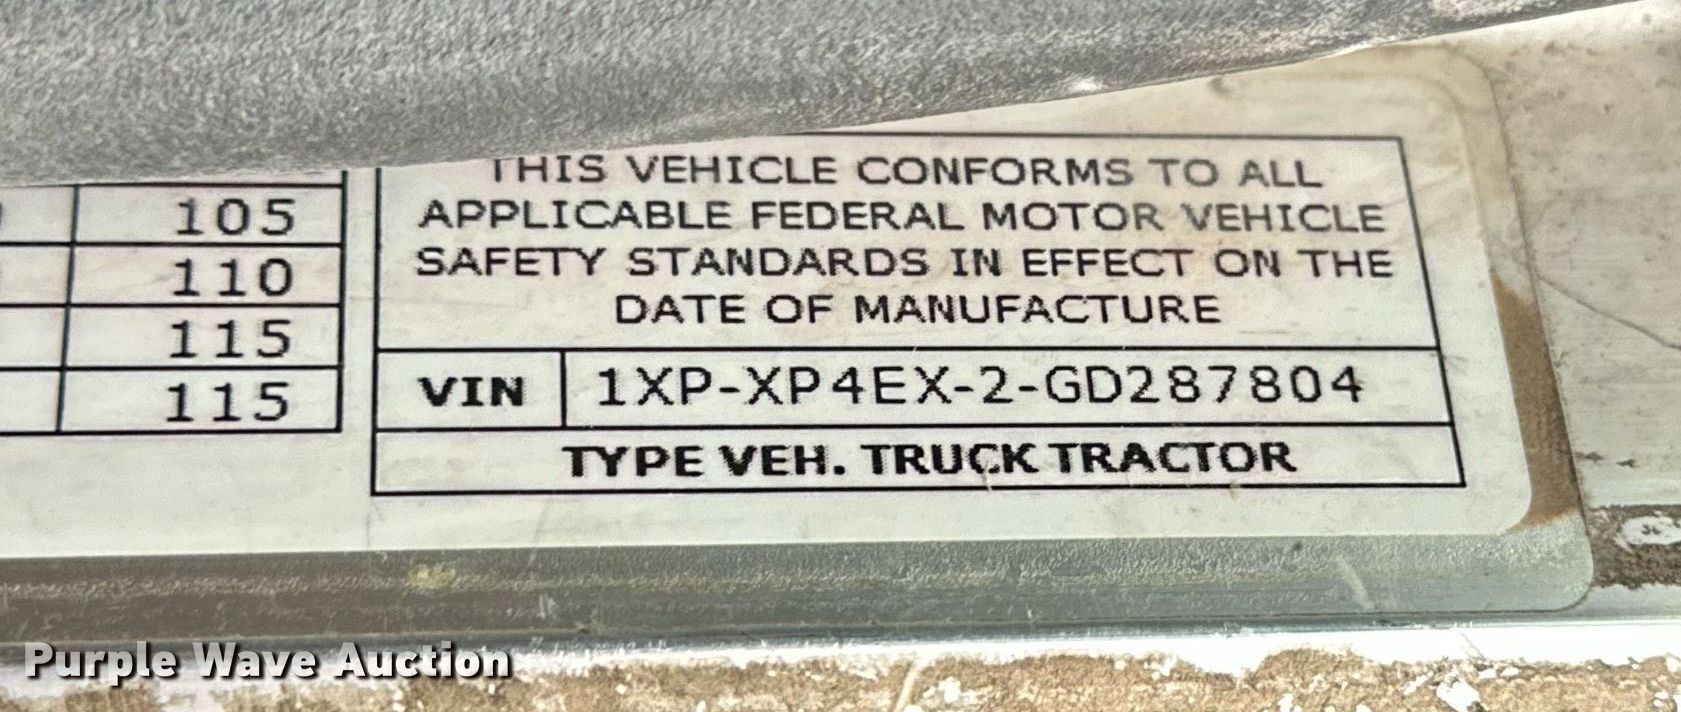 THIS VEHICLE CONFORMS TO ALL
APPLICABLE FEDERAL MOTOR VEHICLE
SAFETY STANDARDS IN EFFECT ON THE
DATE OF MANUFACTURE
VIN 1XP-XP4EX-2-GD287804
TYPE VEH. TRUCK TRACTOR
105
110
115
115
Purple Wave Auction